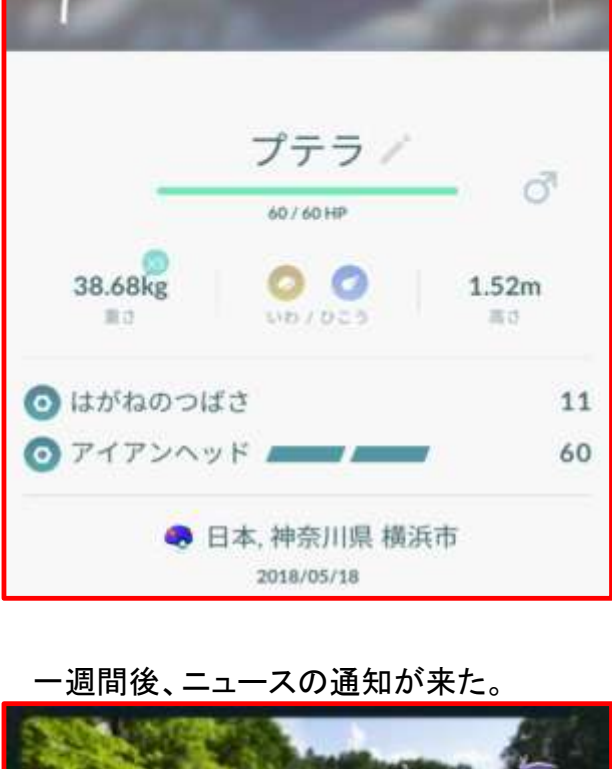 プテラ
60 / 60 HP
XS
38.68kg
1.52m
重さ
いわ / ひこう
高さ
はがねのつばさ
11
アイアンヘッド
60
日本, 神奈川県 横浜市
2018/05/18
一週間後、ニュースの通知が来た。